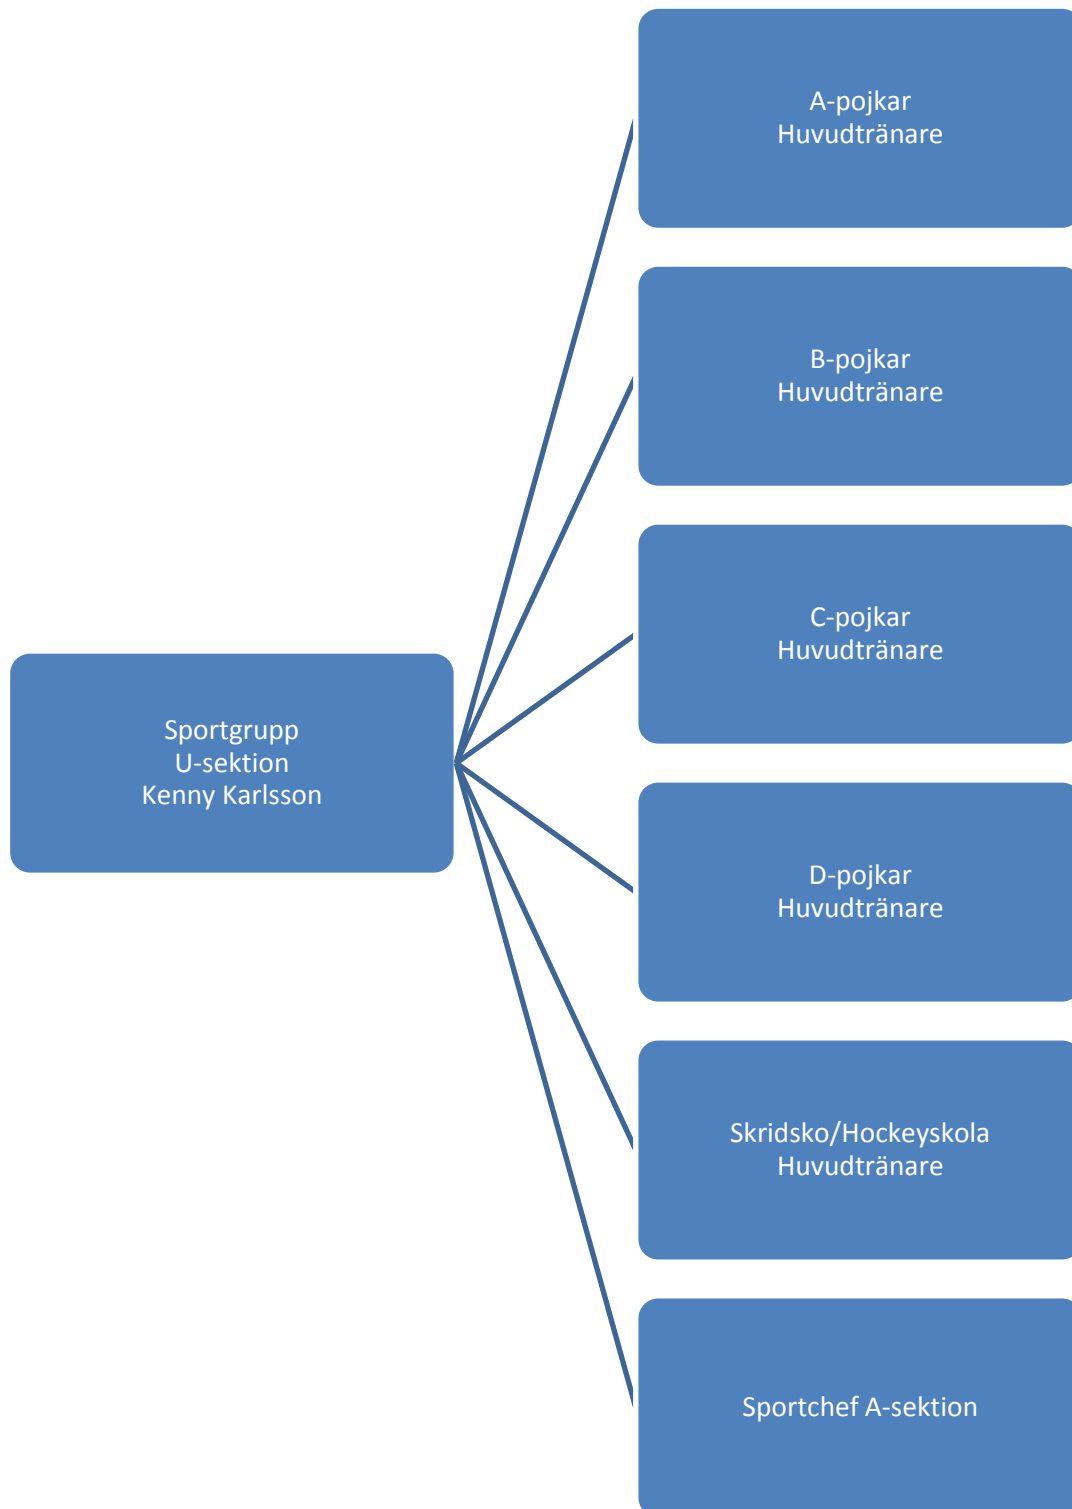 A-pojkar
Huvudtränare
B-pojkar
Huvudtränare
C-pojkar
Huvudtränare
Sportgrupp
U-sektion
Kenny Karlsson
D-pojkar
Huvudtränare
Skridsko/Hockeyskola
Huvudtränare
Sportchef A-sektion